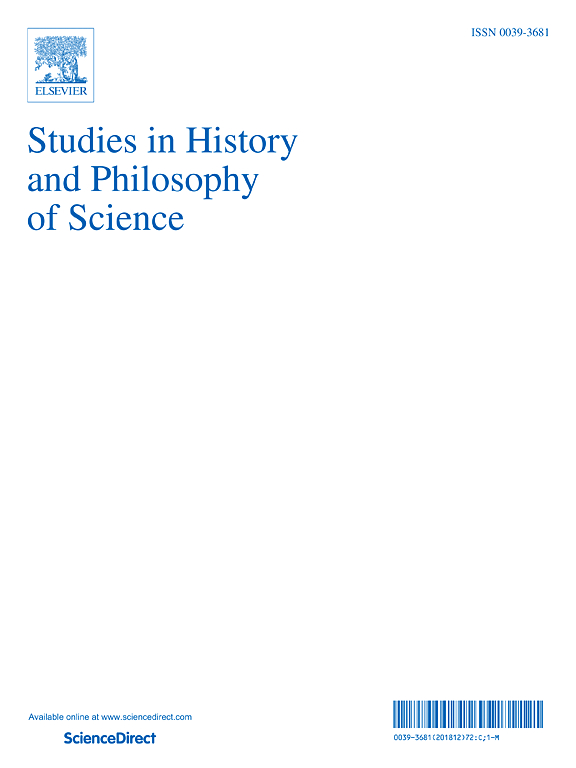 ISSN 0039-3681
ELSEVIER
Studies in History
and Philosophy
of Science
Available online at www.sciencedirect.com
ScienceDirect
0039-3681(201812)72:C;1-M